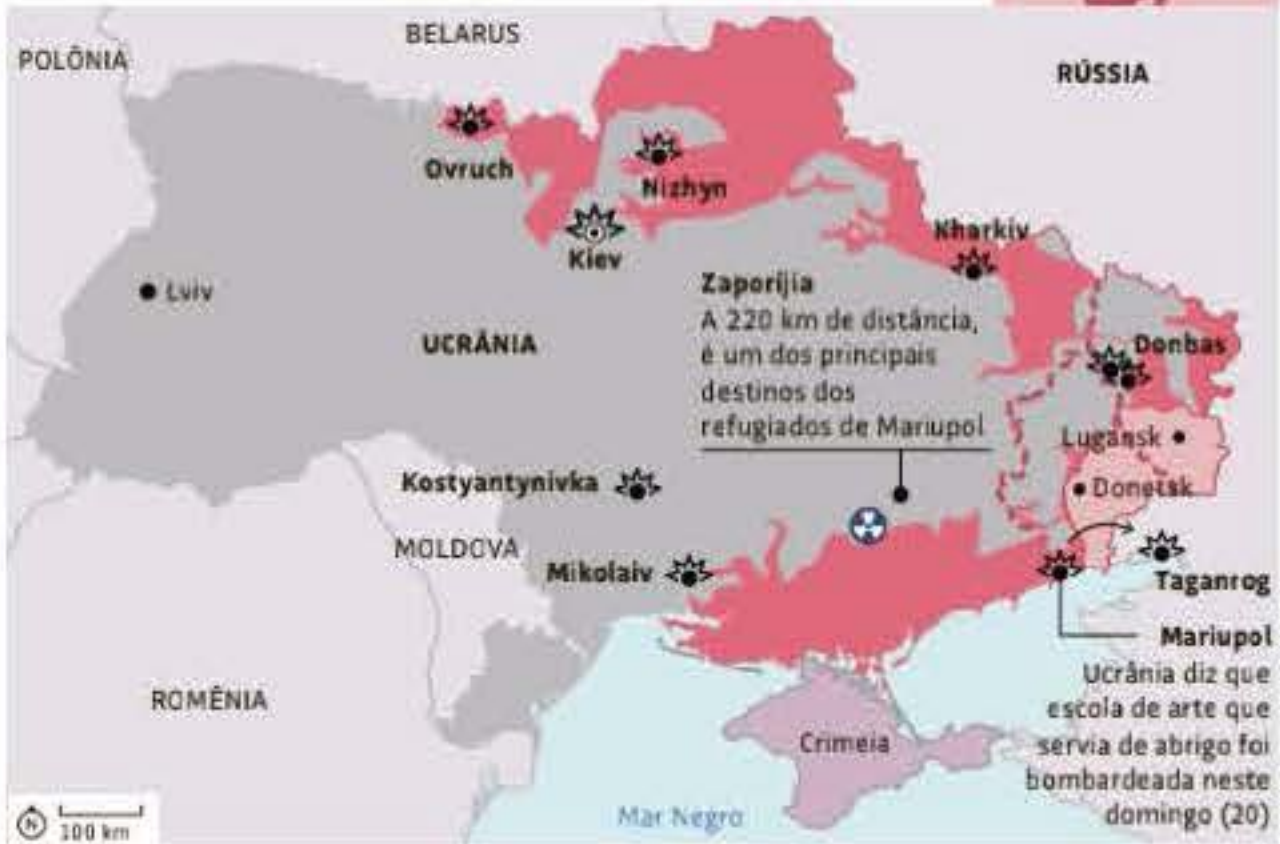 BELARUS
POLÔNIA
RÚSSIA
Ovruch
Nizhyn
Kiev
Kharkiv
Lviv
Zaporíjia
A 220 km de distância,
é um dos principais
destinos dos
refugiados de Mariupol
UCRÂNIA
Donbas
Lugansk
Donetsk
Kostyantynivka
MOLDOVA
Mikolaiv
Taganrog
Mariupol
Ucrânia diz que
escola de arte que
servia de abrigo foi
bombardeada neste
domingo (20)
ROMÊNIA
Crimeia
Mar Negro
N
100 km